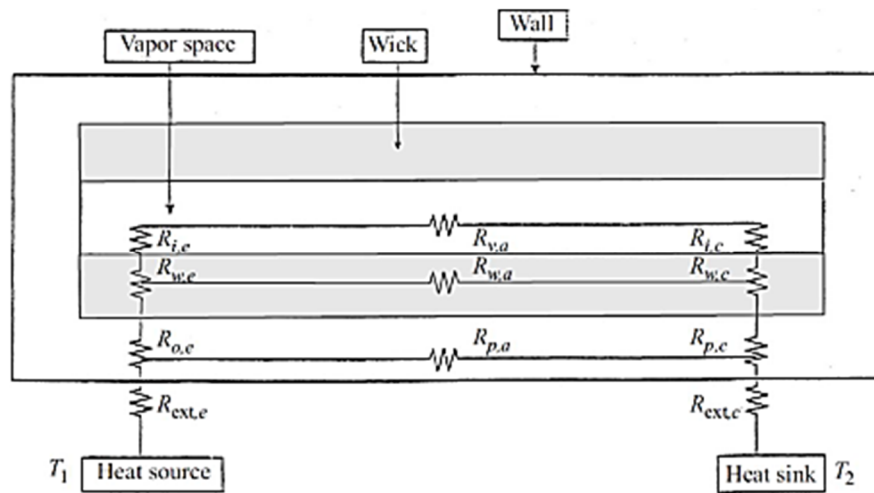 Vapor space
Wick
Wall
R_{i,e} R_{v,a} R_{i,c}
R_{w,e} R_{w,a} R_{w,c}
R_{o,e} R_{p,a} R_{p,c}
R_{ext,e} R_{ext,c}
T_1 Heat source Heat sink T_2